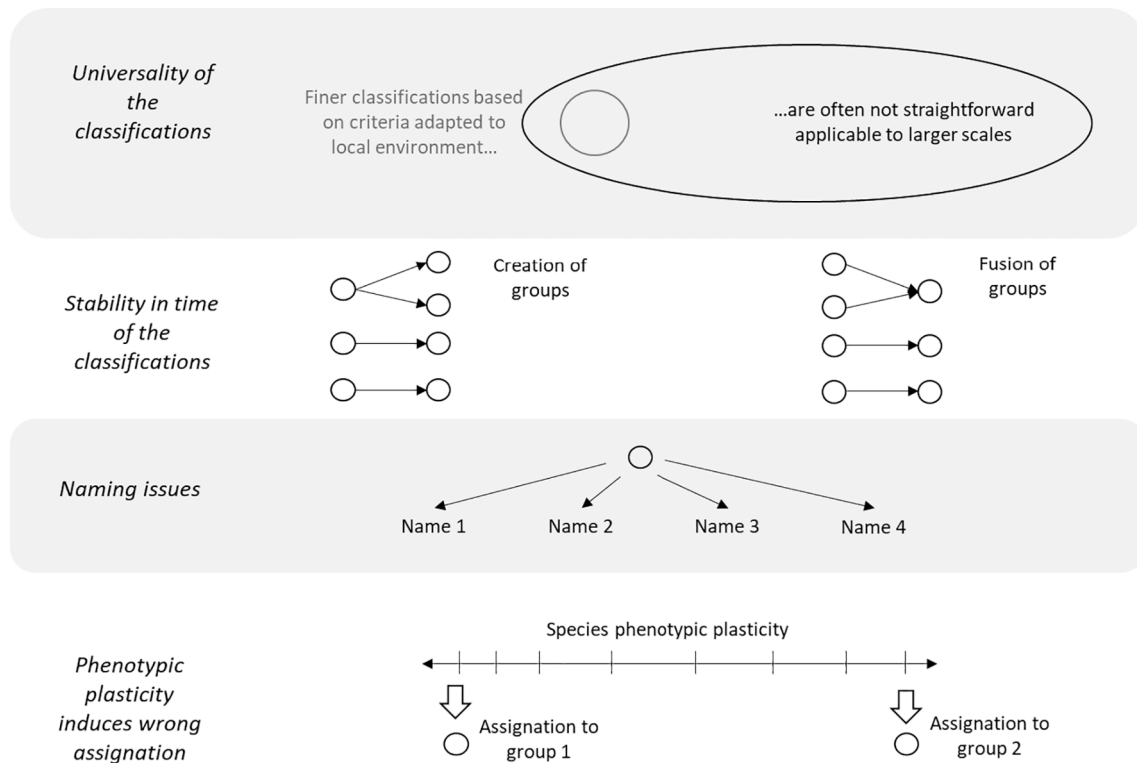 Universality of
the
classifications
Finer classifications based
on criteria adapted to
local environment...
...are often not straightforward
applicable to larger scales
Stability in time
of the
classifications
Creation of
groups
Fusion of
groups
Naming issues
Name 1
Name 2
Name 3
Name 4
Phenotypic
plasticity
induces wrong
assignation
Species phenotypic plasticity
Assignation to
group 1
Assignation to
group 2